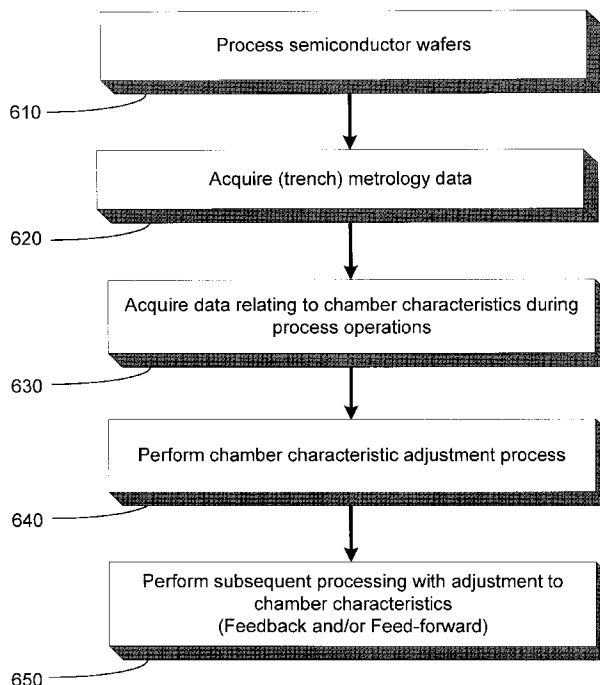 Process semiconductor wafers
610
Acquire (trench) metrology data
620
Acquire data relating to chamber characteristics during
process operations
630
Perform chamber characteristic adjustment process
640
Perform subsequent processing with adjustment to
chamber characteristics
(Feedback and/or Feed-forward)
650